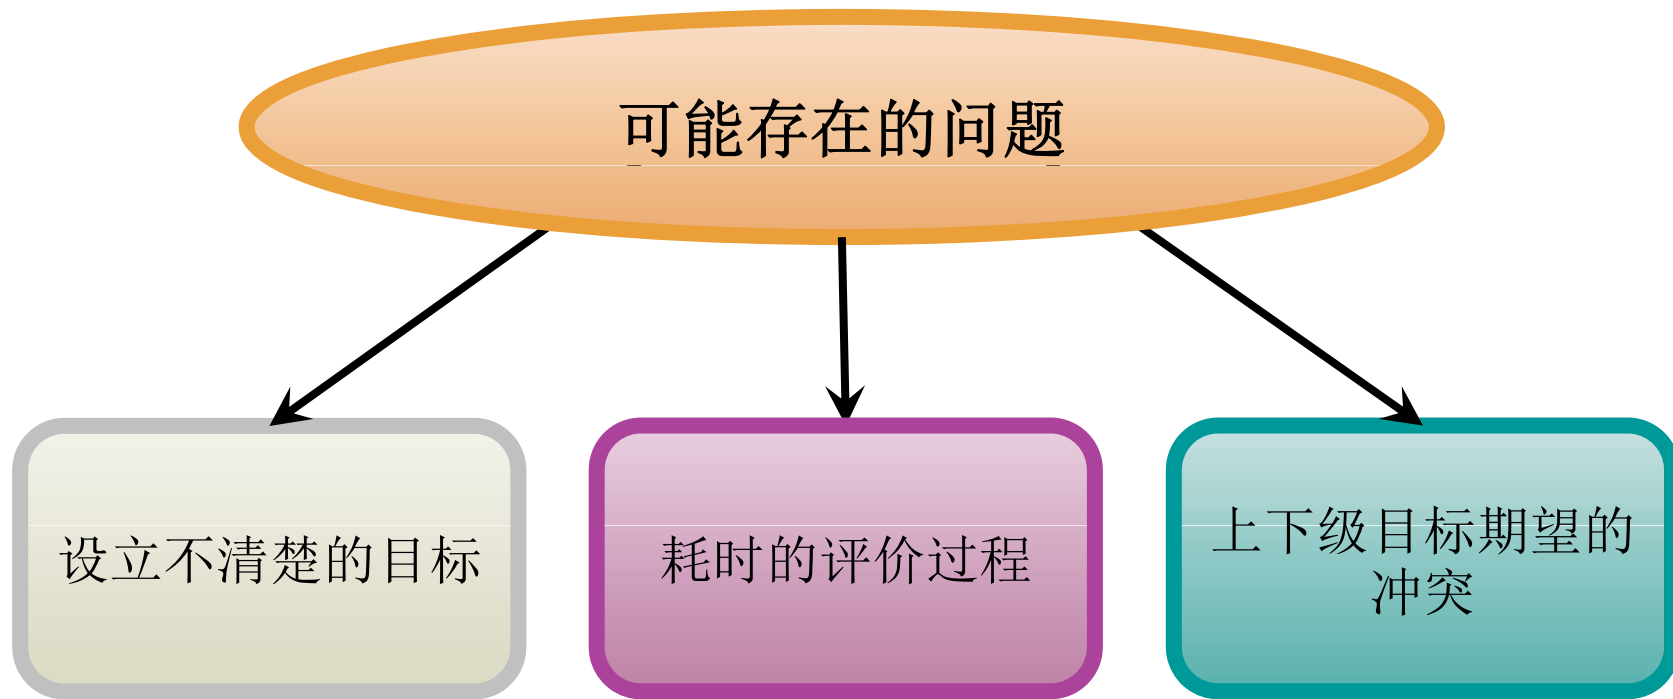 可能存在的问题
设立不清楚的目标
耗时的评价过程
上下级目标期望的
冲突